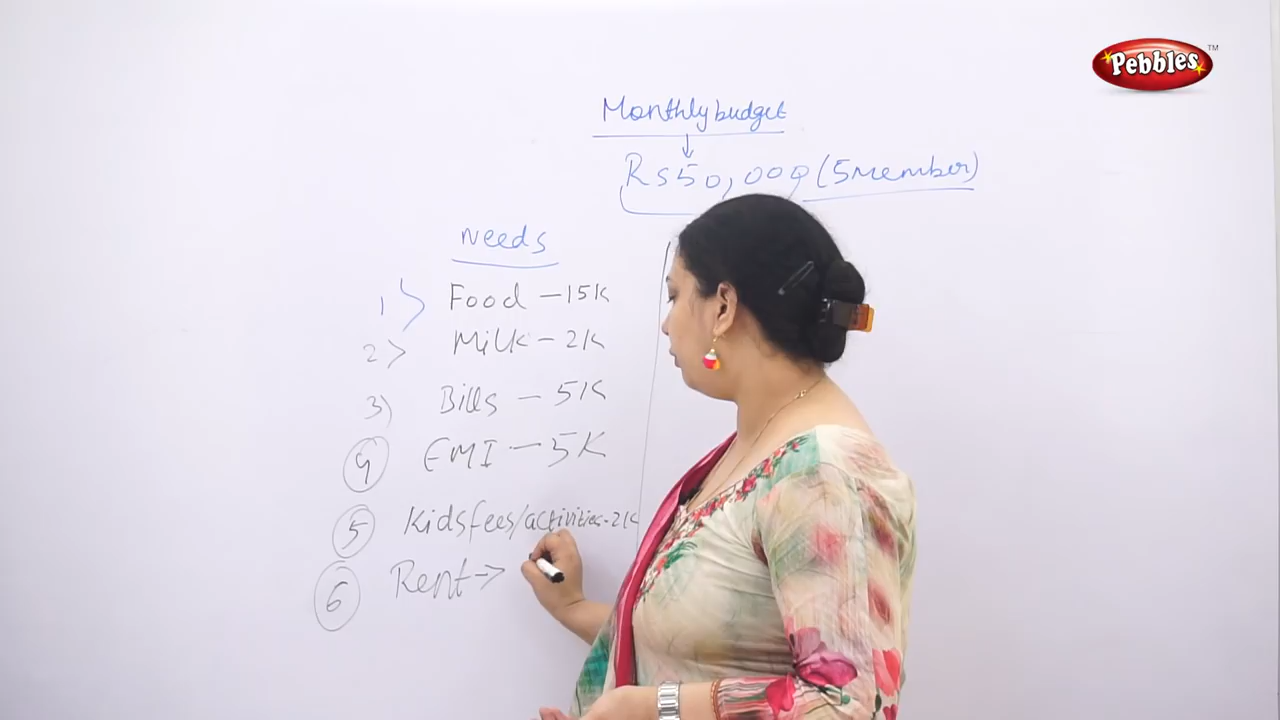 Pebbles TM
Monthly budget
Rs 50,000 (5 Member)
Needs
1) Food - 15K
2) Milk - 2K
3) Bills - 5K
4 EMI - 5K
5 Kids fees/activities - 2K
6 Rent →